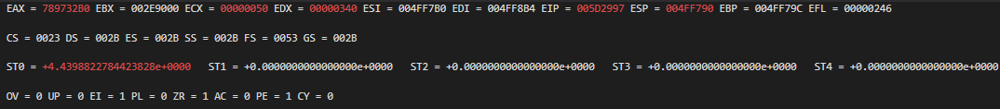 EAX = 789732B0 EBX = 002E9000 ECX = 00000050 EDX = 00000340 ESI = 004FF7B0 EDI = 004FF8B4 EIP = 005D2997 ESP = 004FF790 EBP = 004FF79C EFL = 00000246
CS = 0023 DS = 002B ES = 002B SS = 002B FS = 0053 GS = 002B
ST0 = +4.4398822784423828e+0000 ST1 = +0.0000000000000000e+0000 ST2 = +0.0000000000000000e+0000 ST3 = +0.0000000000000000e+0000 ST4 = +0.0000000000000000e+0000
OV = 0 UP = 0 EI = 1 PL = 0 ZR = 1 AC = 0 PE = 1 CY = 0